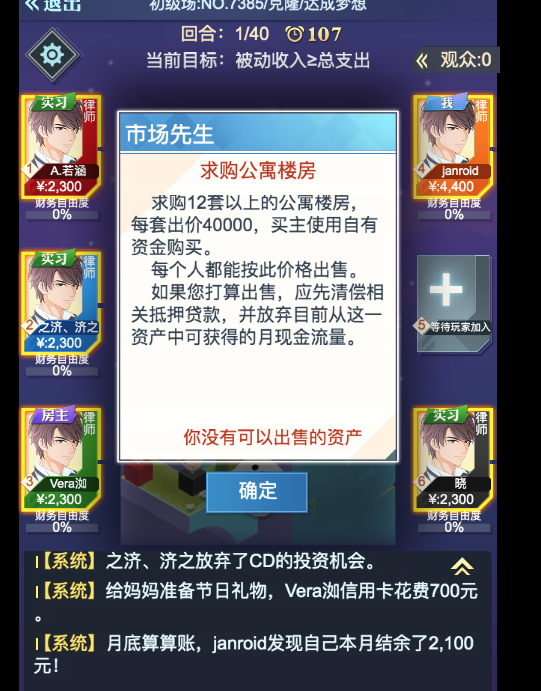 «退出
初级场:NO.7385/克隆/达成梦想
回合：1/40 107
当前目标：被动收入≥总支出
« 观众:0
实习
律师
1
A.若涵
¥:2,300
财务自由度
0%
我
律师
4
janroid
¥:4,400
财务自由度
0%
市场先生
求购公寓楼房
求购12套以上的公寓楼房，
每套出价40000，买主使用自有
资金购买。
每个人都能按此价格出售。
如果您打算出售，应先清偿相
关抵押贷款，并放弃目前从这一
资产中可获得的月现金流量。
你没有可以出售的资产
确定
实习
律师
2
之济、济之
¥:2,300
财务自由度
0%
5
等待玩家加入
房主
律师
3
Vera洳
¥:2,300
财务自由度
0%
实习
律师
6
晓
¥:2,300
财务自由度
0%
【系统】之济、济之放弃了CD的投资机会。
【系统】给妈妈准备节日礼物，Vera洳信用卡花费700元
。
【系统】月底算算账，janroid发现自己本月结余了2,100
元！